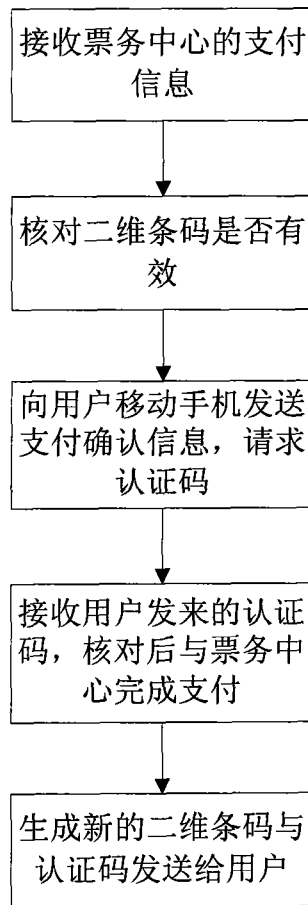 接收票务中心的支付
信息
核对二维条码是否有
效
向用户移动手机发送
支付确认信息，请求
认证码
接收用户发来的认证
码，核对后与票务中
心完成支付
生成新的二维条码与
认证码发送给用户